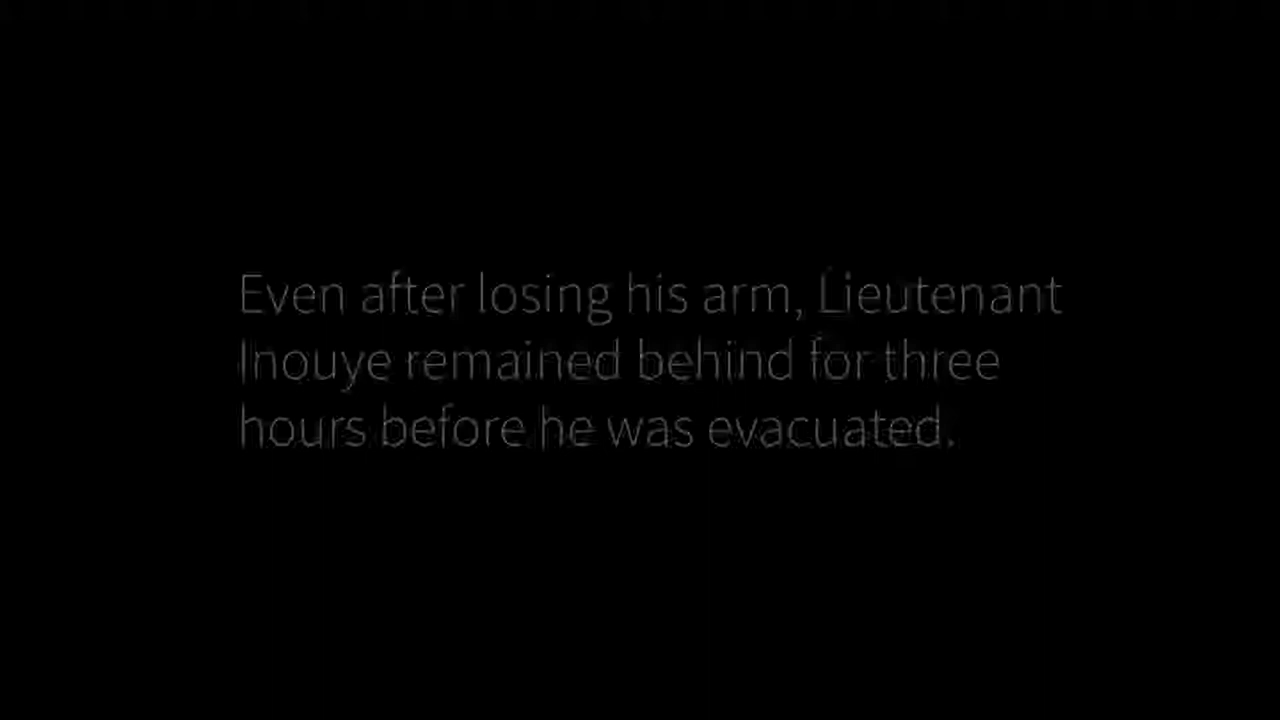 Even after losing his arm, Lieutenant
Inouye remained behind for three
hours before he was evacuated.